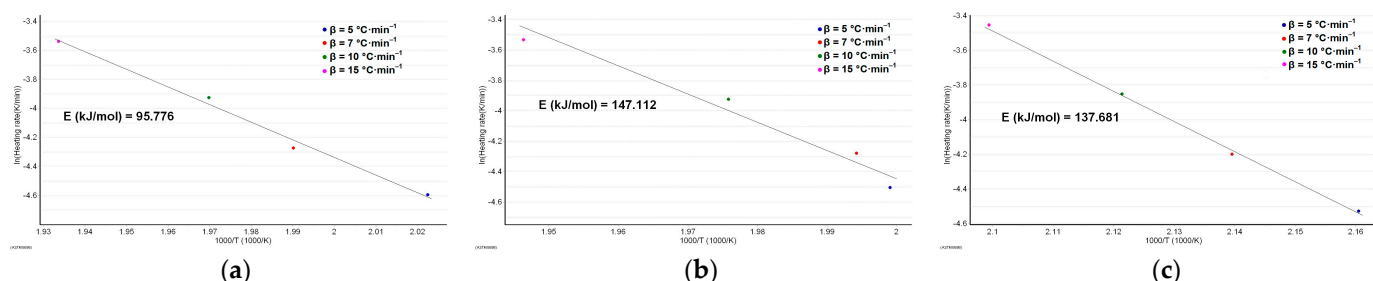 -3.4
-3.6
-3.8
-4
-4.2
-4.4
-4.6
ln(Heating rate(K/min))
β = 5 °C·min⁻¹
β = 7 °C·min⁻¹
β = 10 °C·min⁻¹
β = 15 °C·min⁻¹
E (kJ/mol) = 95.776
1.93 1.94 1.95 1.96 1.97 1.98 1.99 2 2.01 2.02
1000/T (1000/K)
(a)
-3.4
-3.6
-3.8
-4
-4.2
-4.4
-4.6
ln(Heating rate(K/min))
β = 5 °C·min⁻¹
β = 7 °C·min⁻¹
β = 10 °C·min⁻¹
β = 15 °C·min⁻¹
E (kJ/mol) = 147.112
1.95 1.96 1.97 1.98 1.99 2
1000/T (1000/K)
(b)
-3.4
-3.6
-3.8
-4
-4.2
-4.4
-4.6
ln(Heating rate(K/min))
β = 5 °C·min⁻¹
β = 7 °C·min⁻¹
β = 10 °C·min⁻¹
β = 15 °C·min⁻¹
E (kJ/mol) = 137.681
2.1 2.11 2.12 2.13 2.14 2.15 2.16
1000/T (1000/K)
(c)